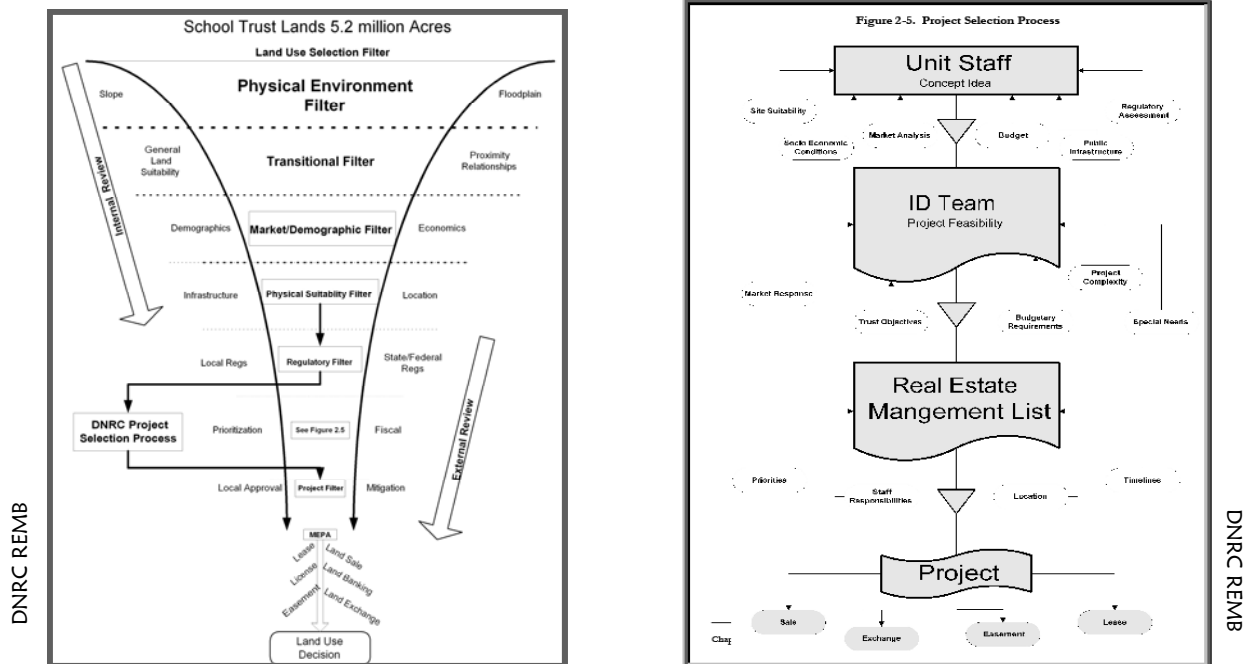 School Trust Lands 5.2 million Acres
Land Use Selection Filter
Physical Environment
Filter
Slope
Floodplain
General
Land
Suitability
Transitional Filter
Proximity
Relationships
Internal Review
Demographics
Market/Demographic Filter
Economics
Infrastructure
Physical Suitablity Filter
Location
Local Regs
Regulatory Filter
State/Federal
Regs
DNRC Project
Selection Process
Prioritization
See Figure 2.5
Fiscal
External Review
Local Approval
Project Filter
Mitigation
MEPA
Lease
Land Sale
License
Land Banking
Easement
Land Exchange
Land Use
Decision
DNRC REMB
Figure 2-5. Project Selection Process
Unit Staff
Concept Idea
Site Suitability
Regulatory
Assessment
Socio Economic
Conditions
Market Analysis
Budget
Public
Infrastructure
ID Team
Project Feasibility
Project
Complexity
Market Response
Trust Objectives
Budgetary
Requirements
Special Needs
Real Estate
Mangement List
Priorities
Staff
Responsibilities
Location
Timelines
Project
Sale
Exchange
Easement
Lease
Chap
DNRC REMB